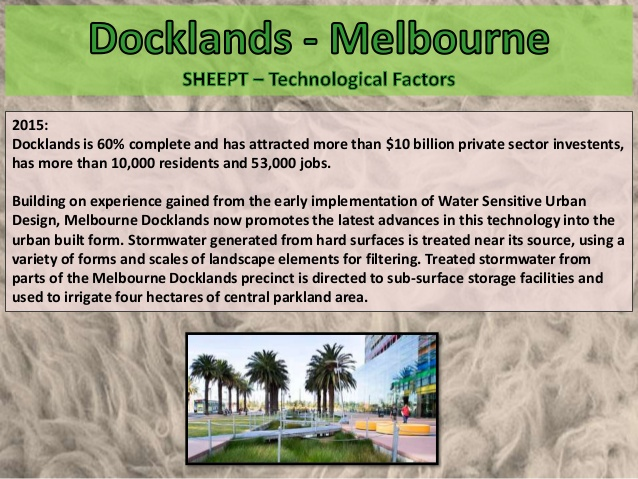 Docklands - Melbourne
SHEEPT – Technological Factors
2015:
Docklands is 60% complete and has attracted more than $10 billion private sector investents,
has more than 10,000 residents and 53,000 jobs.
Building on experience gained from the early implementation of Water Sensitive Urban
Design, Melbourne Docklands now promotes the latest advances in this technology into the
urban built form. Stormwater generated from hard surfaces is treated near its source, using a
variety of forms and scales of landscape elements for filtering. Treated stormwater from
parts of the Melbourne Docklands precinct is directed to sub-surface storage facilities and
used to irrigate four hectares of central parkland area.